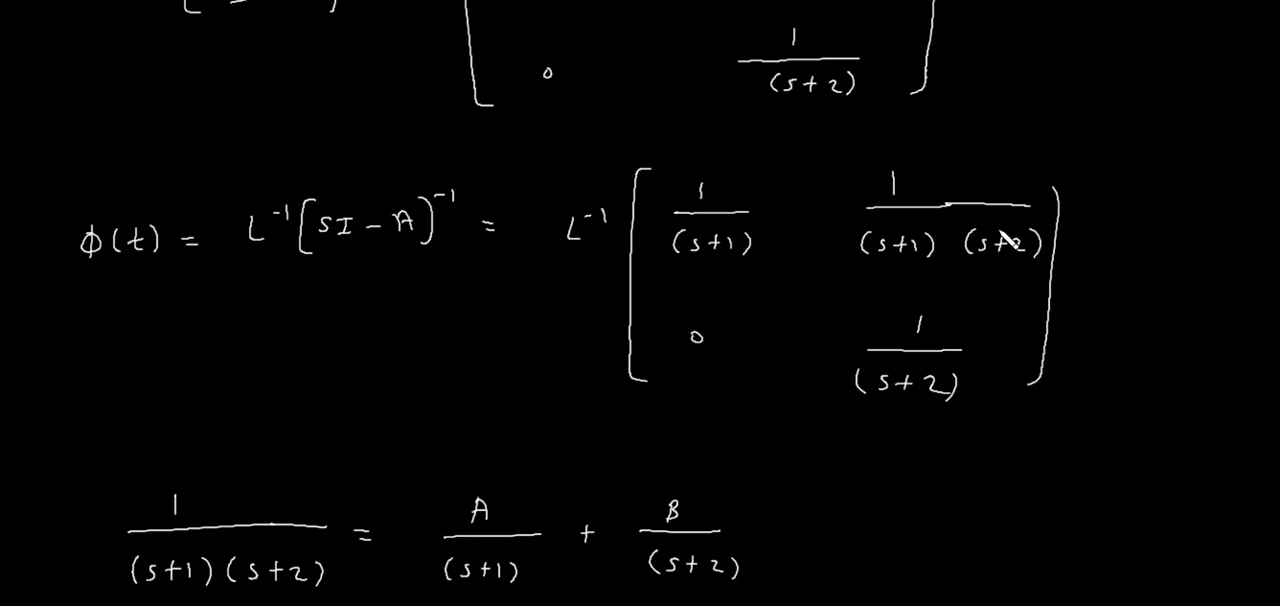 0 1/(s+2)
Φ(t) = L⁻¹[SI - A]⁻¹ = L⁻¹ [ 1/(s+1) 1/(s+1)(s+2)
0 1/(s+2) ]
1/(s+1)(s+2) = A/(s+1) + B/(s+2)